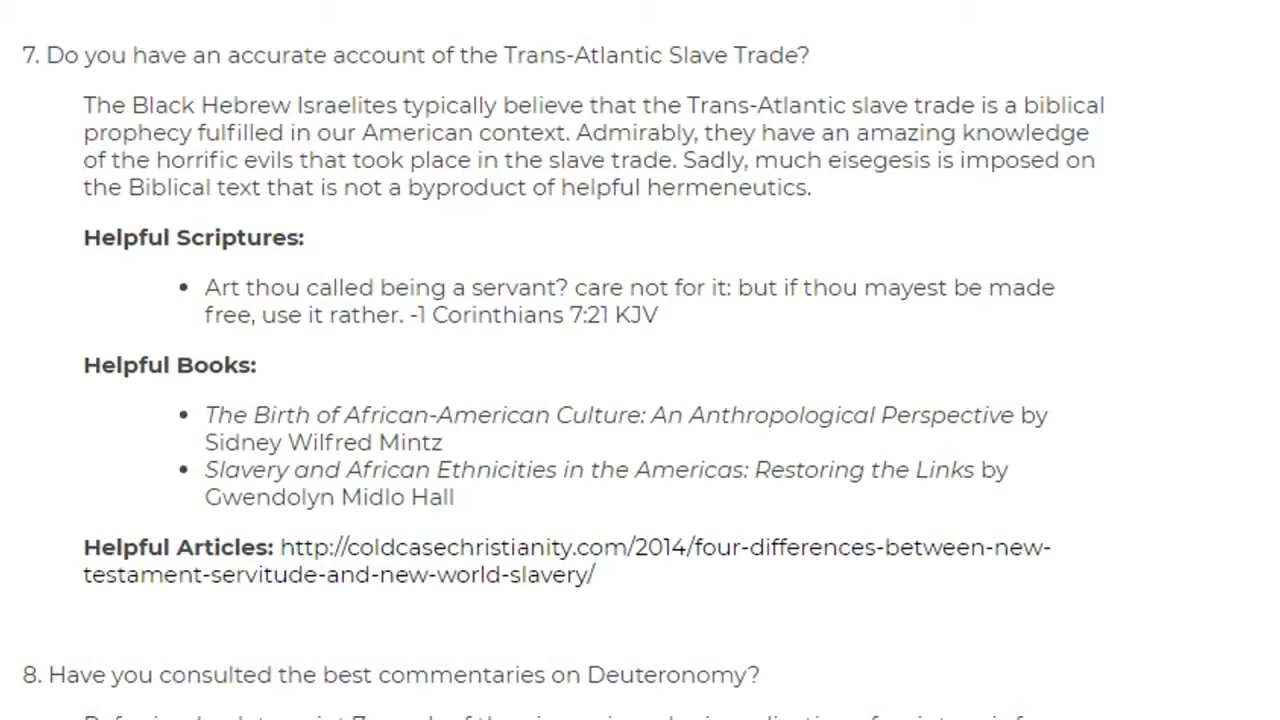 7. Do you have an accurate account of the Trans-Atlantic Slave Trade?
The Black Hebrew Israelites typically believe that the Trans-Atlantic slave trade is a biblical
prophecy fulfilled in our American context. Admirably, they have an amazing knowledge
of the horrific evils that took place in the slave trade. Sadly, much eisegesis is imposed on
the Biblical text that is not a byproduct of helpful hermeneutics.
Helpful Scriptures:
• Art thou called being a servant? care not for it: but if thou mayest be made
free, use it rather. -1 Corinthians 7:21 KJV
Helpful Books:
• The Birth of African-American Culture: An Anthropological Perspective by
Sidney Wilfred Mintz
• Slavery and African Ethnicities in the Americas: Restoring the Links by
Gwendolyn Midlo Hall
Helpful Articles: http://coldcasechristianity.com/2014/four-differences-between-new-
testament-servitude-and-new-world-slavery/
8. Have you consulted the best commentaries on Deuteronomy?